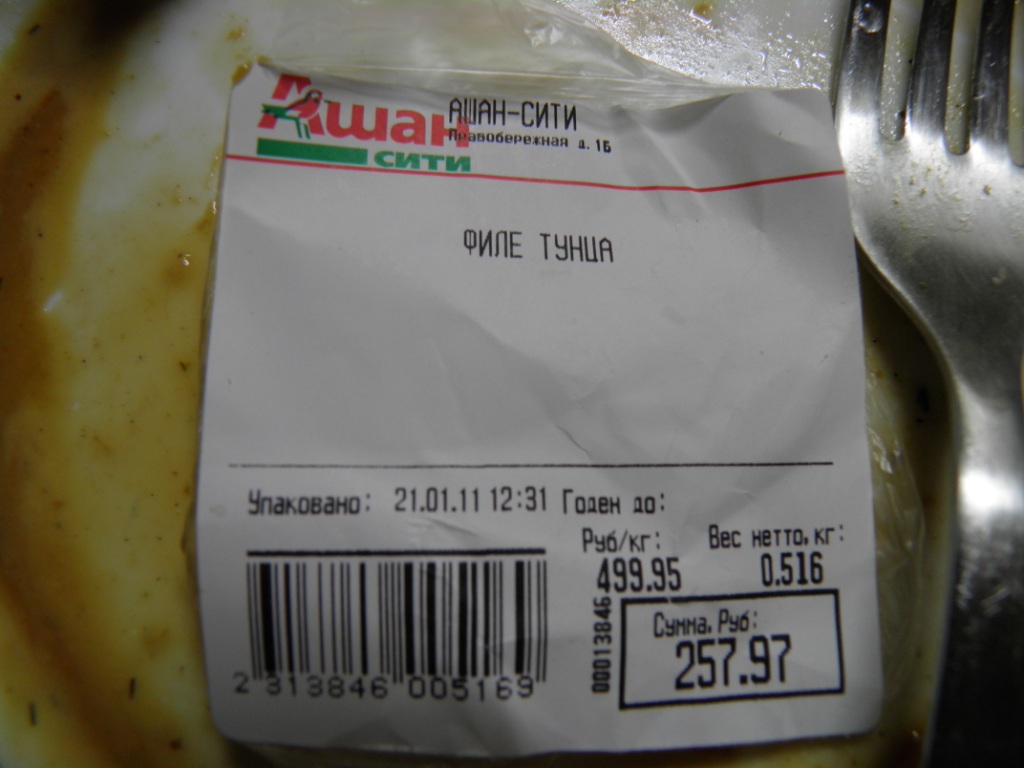 Ашан
сити
АШАН-СИТИ
Правобережная д. 1Б
ФИЛЕ ТУНЦА
Упаковано: 21.01.11 12:31 Годен до:
Руб/кг: Вес нетто, кг:
499.95 0.516
00013846
Сумма, Руб:
257.97
2 313846 005169